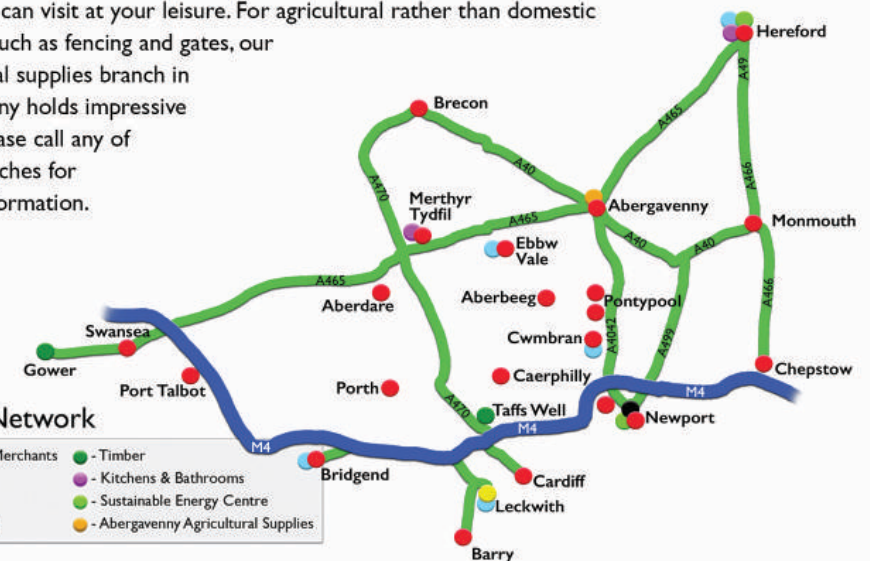 can visit at your leisure. For agricultural rather than domestic
uch as fencing and gates, our
al supplies branch in
ny holds impressive
ase call any of
ches for
ormation.
Hereford
A49
A465
Brecon
A40
A470
Merthyr
Tydfil
A465
Abergavenny
A466
Monmouth
A40
A40
Ebbw
Vale
A465
Aberdare
Aberbeeg
Pontypool
A466
Swansea
Cwmbran
A4042
A499
Gower
Port Talbot
Porth
Caerphilly
Chepstow
M4
A470
Taffs Well
M4
Newport
M4
Bridgend
Cardiff
Leckwith
Barry
Network
Merchants
- Timber
- Kitchens & Bathrooms
- Sustainable Energy Centre
- Abergavenny Agricultural Supplies